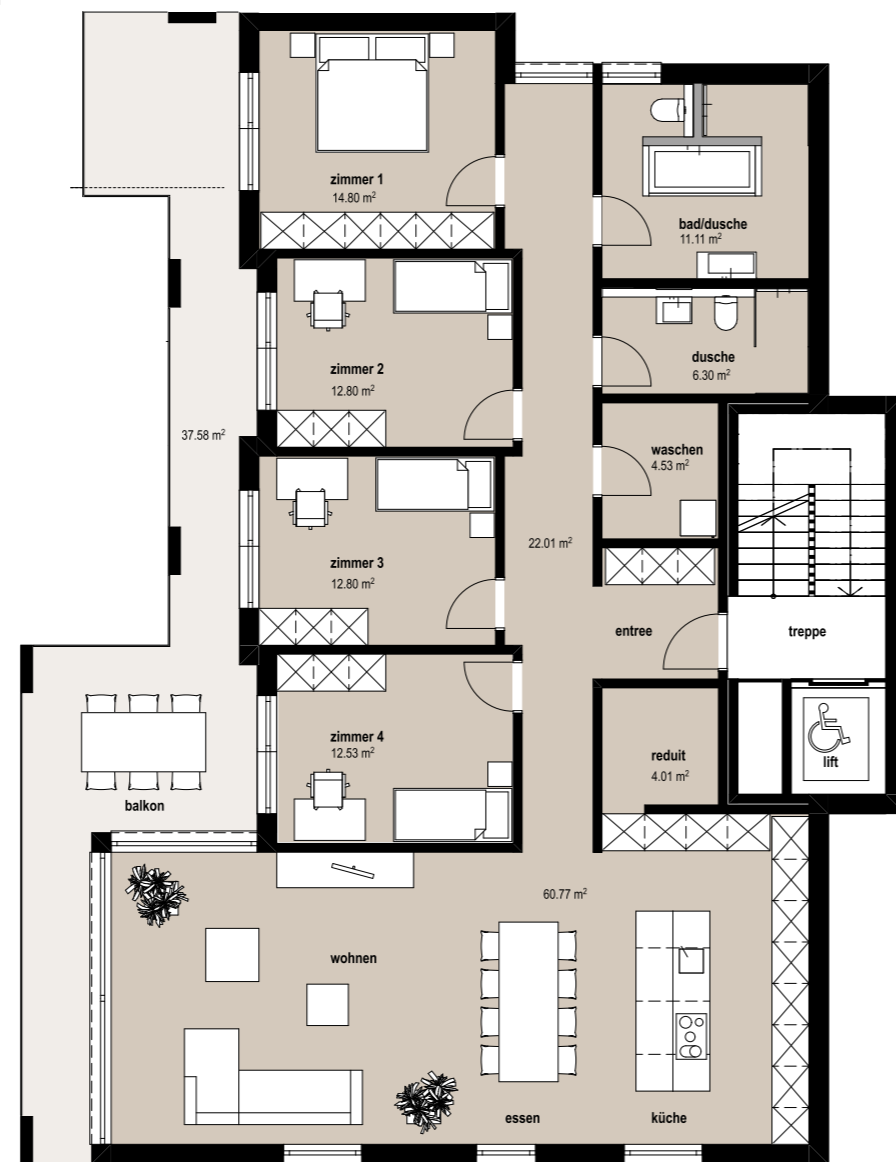 zimmer 1
14.80 m²
bad/dusche
11.11 m²
zimmer 2
12.80 m²
dusche
6.30 m²
37.58 m²
waschen
4.53 m²
22.01 m²
zimmer 3
12.80 m²
entree
treppe
zimmer 4
12.53 m²
reduit
4.01 m²
lift
balkon
60.77 m²
wohnen
essen
küche